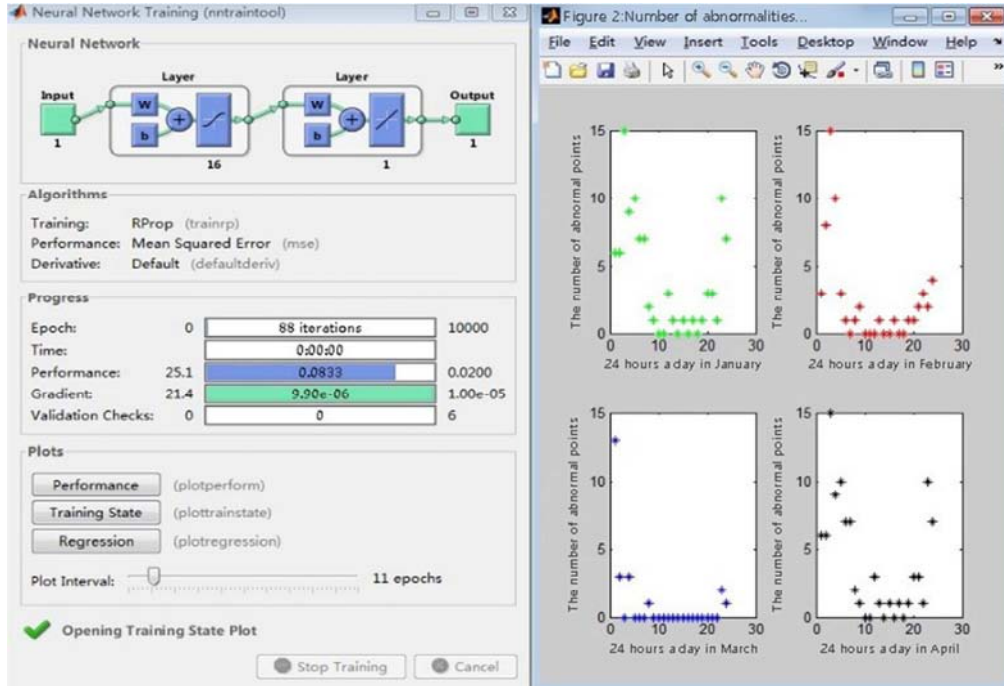 Neural Network Training (nntraintool)
Neural Network
Layer
Layer
Input
Output
W
W
b
b
1
16
1
1
Algorithms
Training: RProp (trainrp)
Performance: Mean Squared Error (mse)
Derivative: Default (defaultderiv)
Progress
Epoch: 0 88 iterations 10000
Time: 0:00:00
Performance: 25.1 0.0833 0.0200
Gradient: 21.4 9.90e-06 1.00e-05
Validation Checks: 0 0 6
Plots
Performance (plotperform)
Training State (plottrainstate)
Regression (plotregression)
Plot Interval: 11 epochs
Opening Training State Plot
Stop Training Cancel
Figure 2:Number of abnormalities...
File Edit View Insert Tools Desktop Window Help
The number of abnormal points
15
10
5
0
0 10 20 30
24 hours a day in January
The number of abnormal points
15
10
5
0
0 10 20 30
24 hours a day in February
The number of abnormal points
15
10
5
0
0 10 20 30
24 hours a day in March
The number of abnormal points
15
10
5
0
0 10 20 30
24 hours a day in April